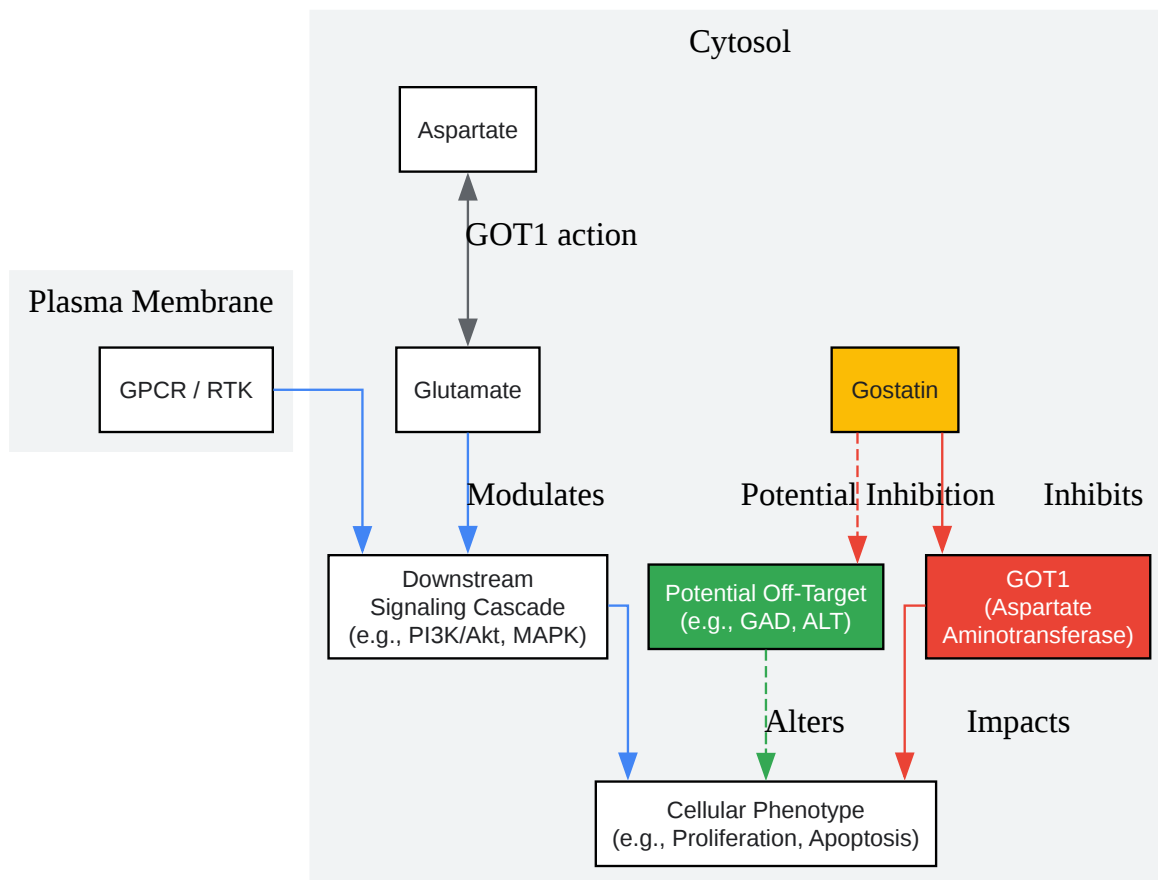 Cytosol
Aspartate
GOT1 action
Plasma Membrane
GPCR / RTK
Glutamate
Gostatin
Modulates
Potential Inhibition
Inhibits
Downstream
Signaling Cascade
(e.g., PI3K/Akt, MAPK)
Potential Off-Target
(e.g., GAD, ALT)
GOT1
(Aspartate
Aminotransferase)
Alters
Impacts
Cellular Phenotype
(e.g., Proliferation, Apoptosis)